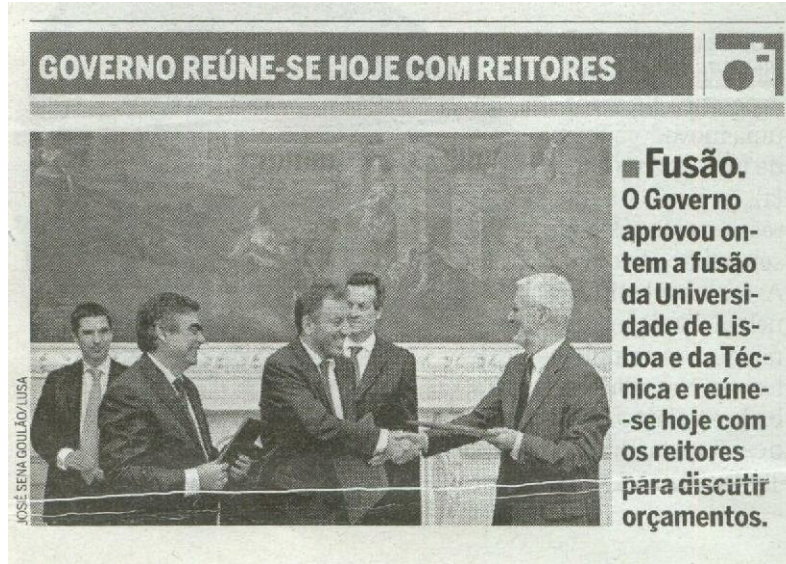 GOVERNO REÚNE-SE HOJE COM REITORES
Fusão.
O Governo
aprovou on-
tem a fusão
da Universi-
dade de Lis-
boa e da Téc-
nica e reúne-
-se hoje com
os reitores
para discutir
orçamentos.
JOSÉ SENA GOULÃO/LUSA